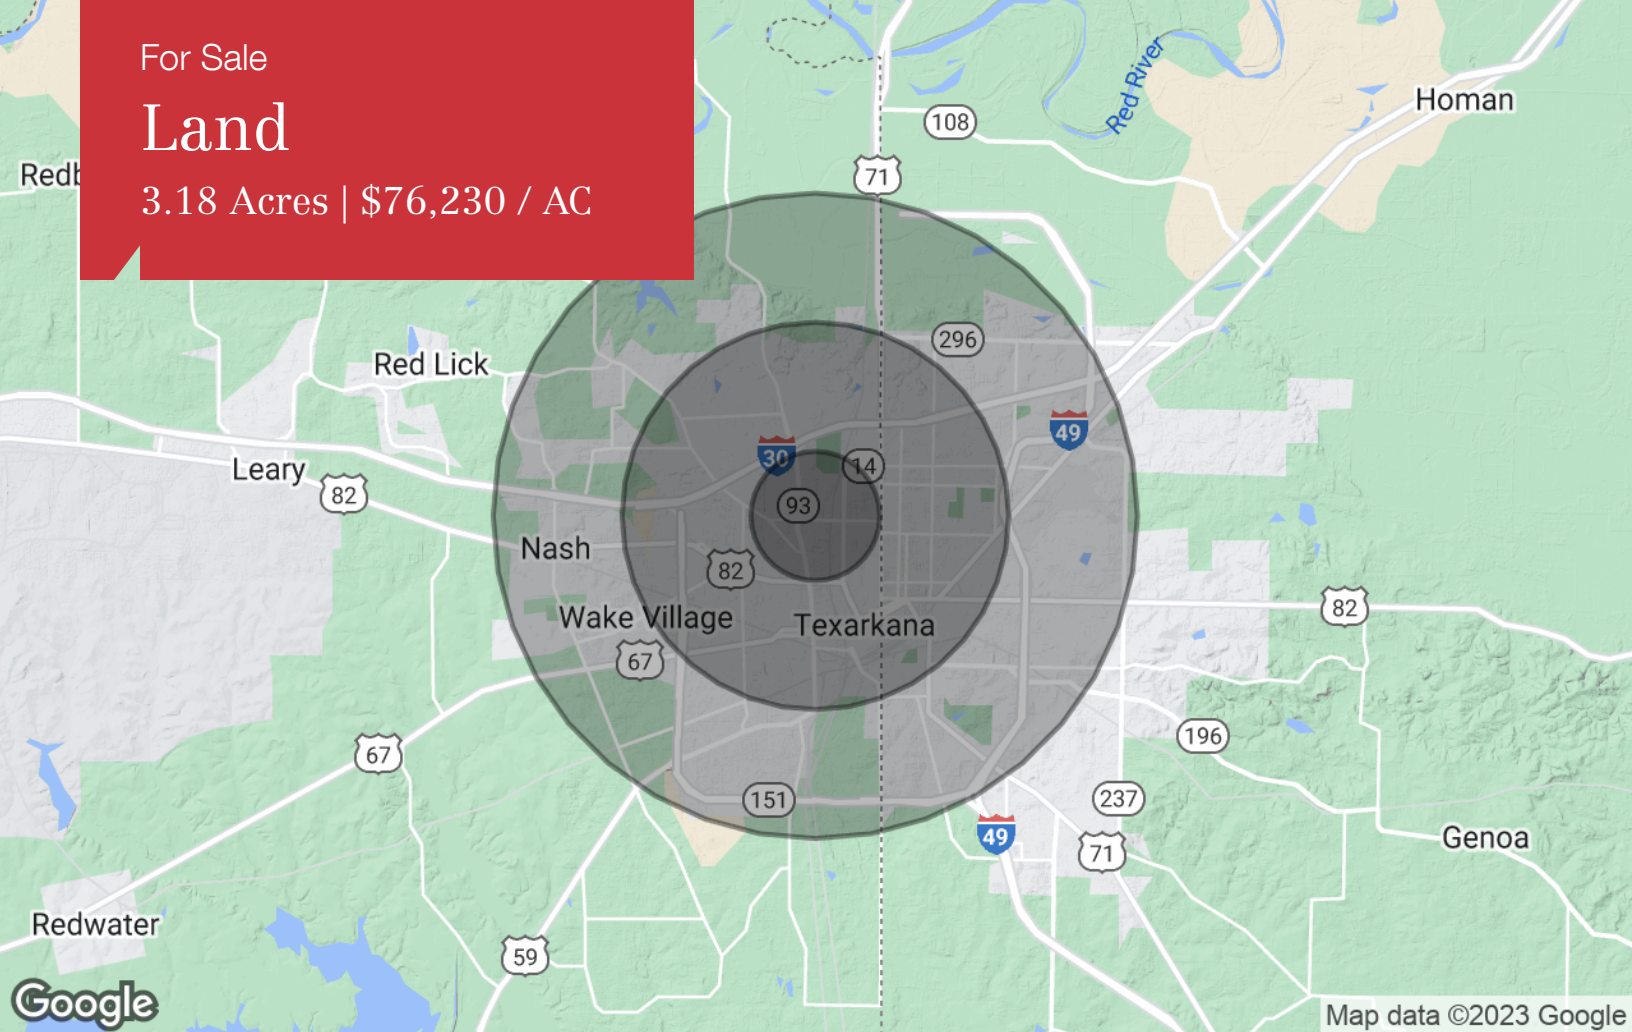 For Sale
Land
3.18 Acres | $76,230 / AC
Red River
Homan
108
71
296
Red Lick
49
30
14
Leary
82
93
Nash
82
82
Wake Village
Texarkana
67
196
67
151
237
49
71
Genoa
Redwater
59
Google
Map data ©2023 Google